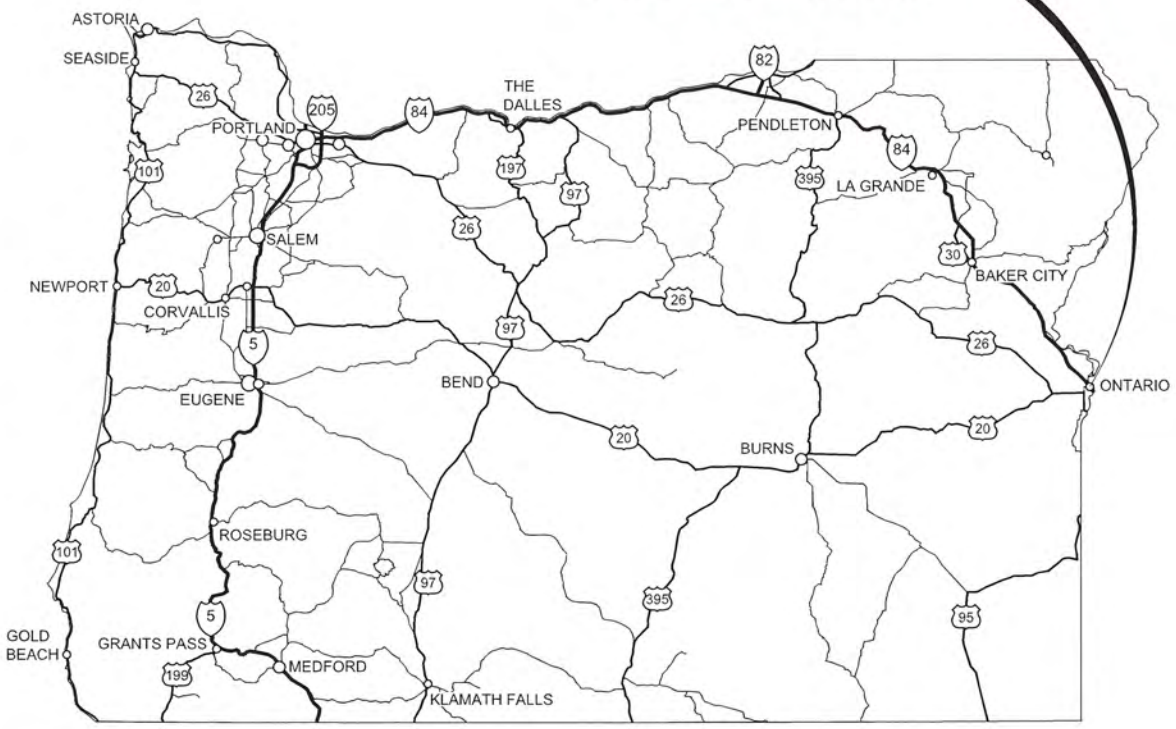 ASTORIA
SEASIDE
26
PORTLAND
205
84
THE
DALLES
82
PENDLETON
84
101
197
97
395
LA GRANDE
26
SALEM
30
NEWPORT
20
CORVALLIS
BAKER CITY
26
97
5
26
EUGENE
BEND
ONTARIO
20
20
BURNS
ROSEBURG
101
97
395
5
95
GOLD
BEACH
GRANTS PASS
199
MEDFORD
KLAMATH FALLS